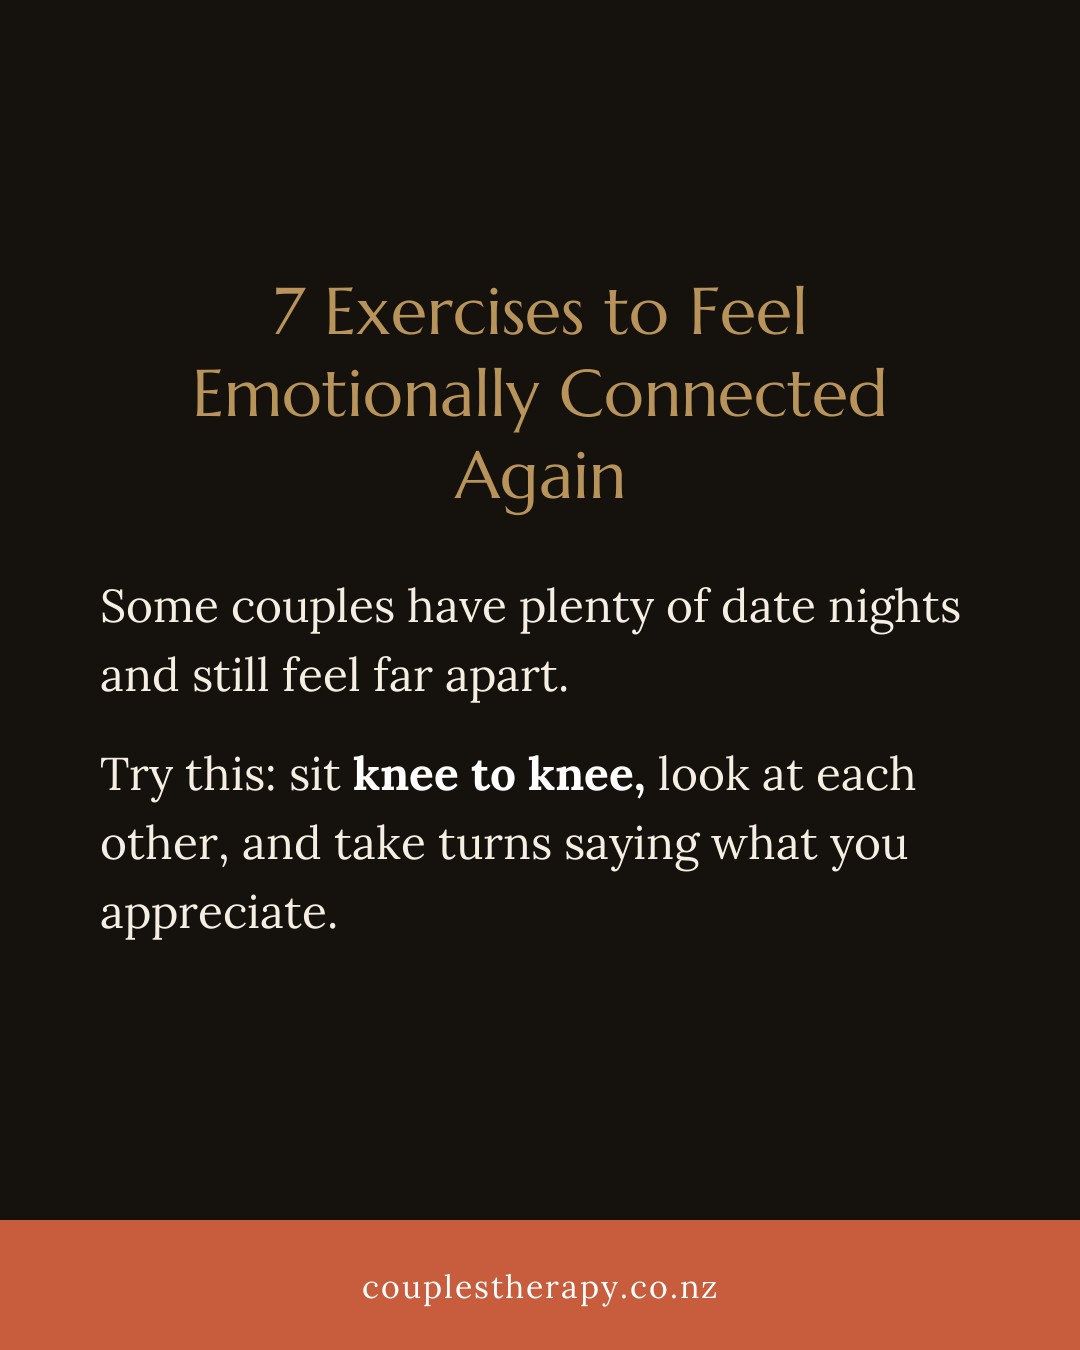 7 Exercises to Feel
Emotionally Connected
Again
Some couples have plenty of date nights
and still feel far apart.
Try this: sit knee to knee, look at each
other, and take turns saying what you
appreciate.
couplestherapy.co.nz